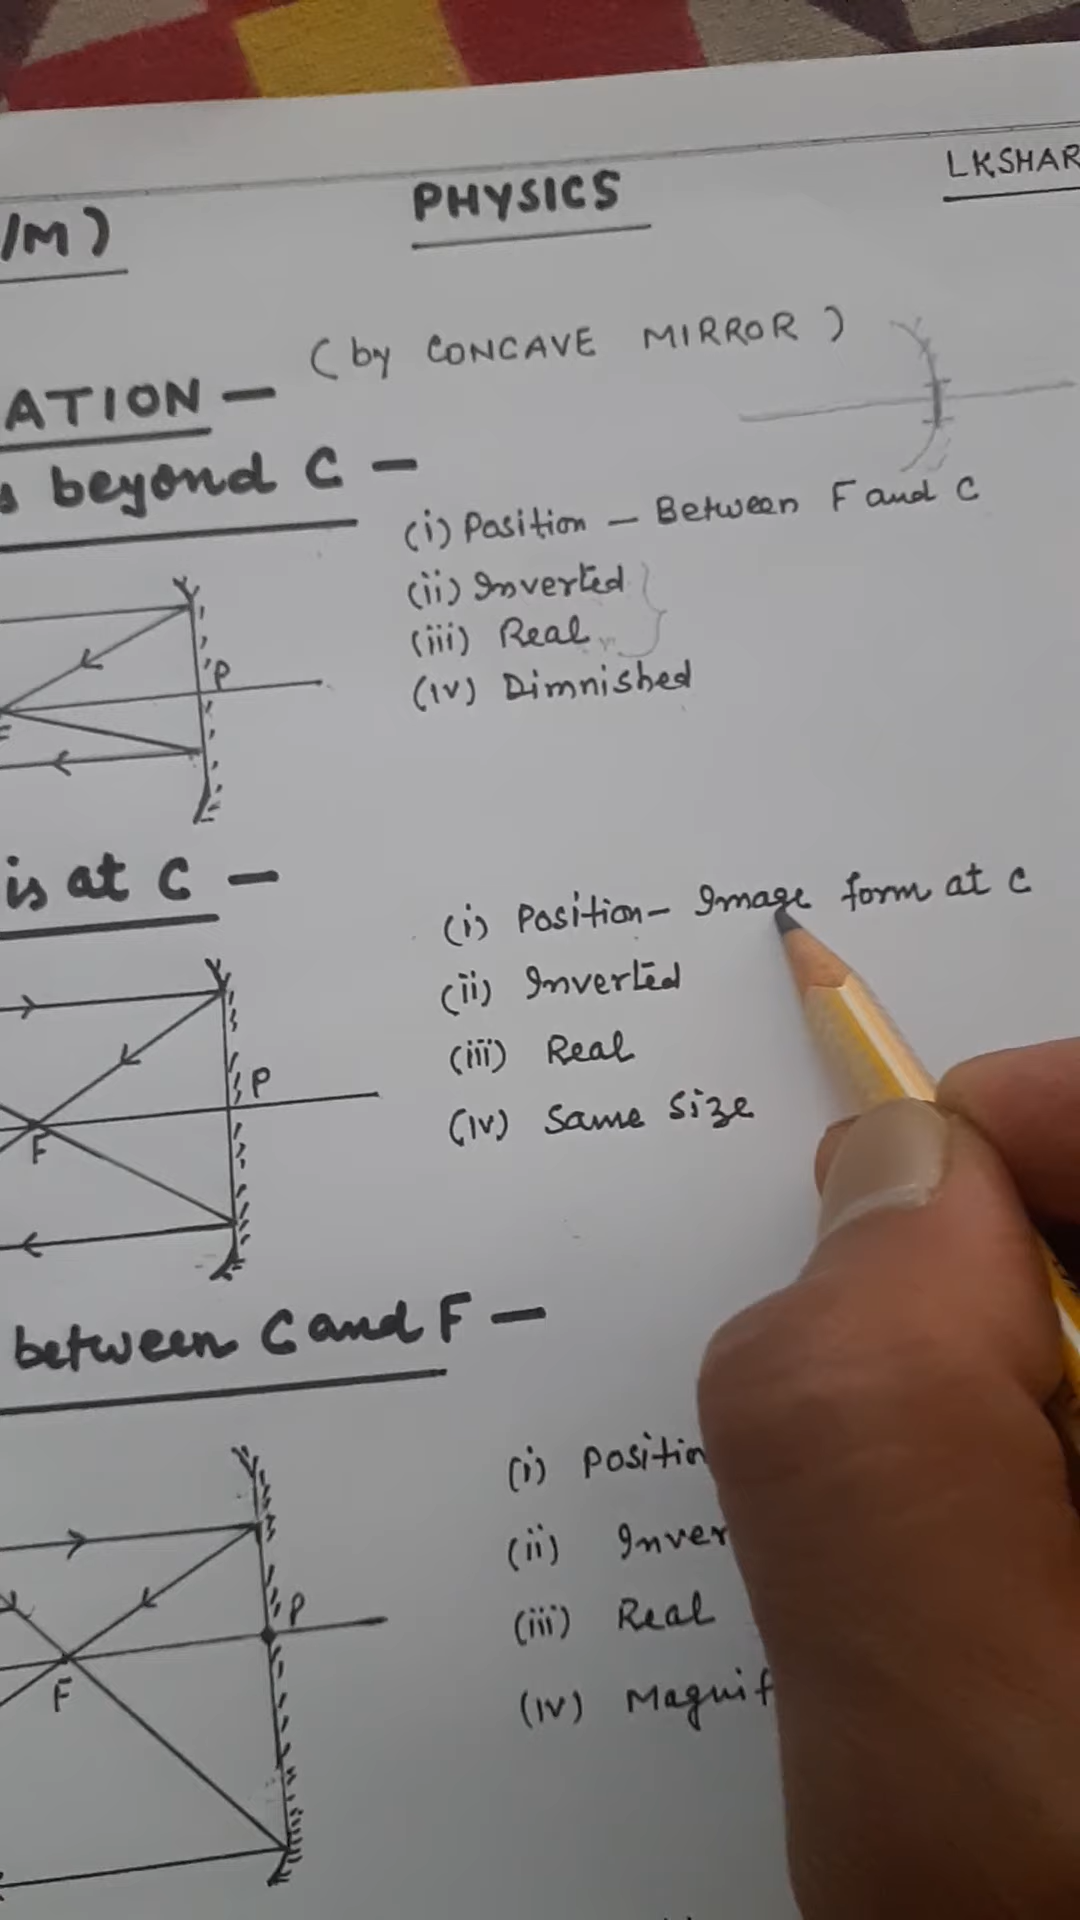 LKSHAR
/M) PHYSICS
(by CONCAVE MIRROR)
ATION -
s beyond C -
(i) Position - Between F and C
(ii) Inverted
(iii) Real
(iv) Dimnished
P
is at C -
(i) Position - Image form at C
(ii) Inverted
(iii) Real
(iv) Same size
P
F
between C and F -
(i) Position
(ii) Inver
(iii) Real
(iv) Magnif
P
F